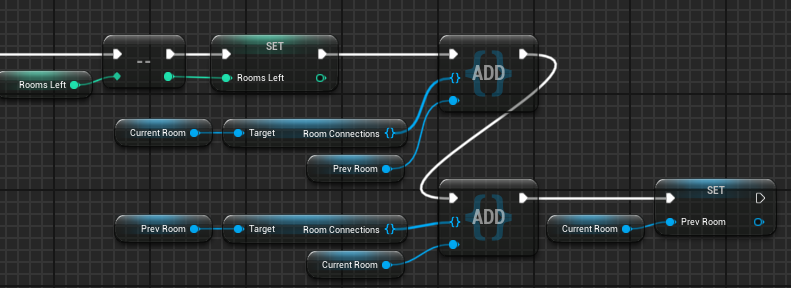 --
SET
Rooms Left
Rooms Left
ADD
Current Room
Target
Room Connections
Prev Room
ADD
SET
Prev Room
Target
Room Connections
Current Room
Prev Room
Current Room